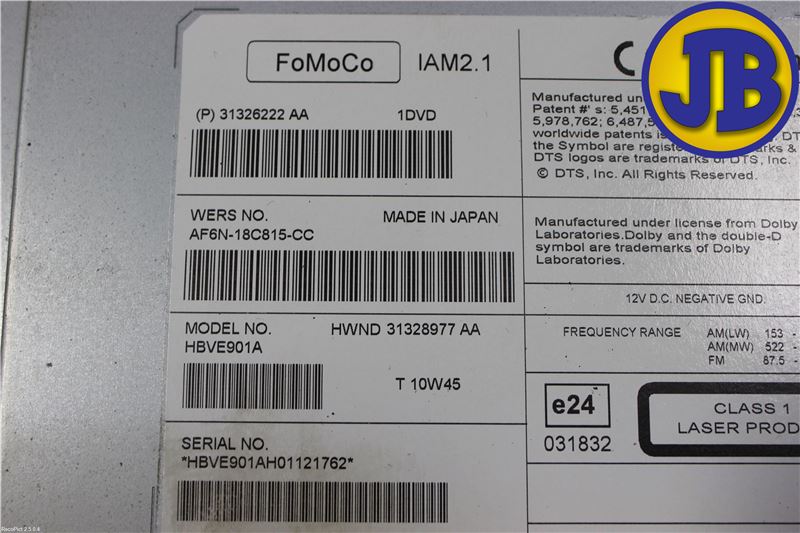 FoMoCo IAM2.1
(P) 31326222 AA 1DVD
WERS NO. MADE IN JAPAN
AF6N-18C815-CC
MODEL NO. HWND 31328977 AA
HBVE901A
T 10W45
SERIAL NO.
*HBVE901AH01121762*
JB
Manufactured
Patent #' s: 5,451
5,978,762; 6,487,5
worldwide patents
the Symbol are
DTS logos are trademarks of DTS, Inc.
© DTS, Inc. All Rights Reserved.
Manufactured under license from Dolby
Laboratories.Dolby and the double-D
symbol are trademarks of Dolby
Laboratories.
12V D.C. NEGATIVE GND.
FREQUENCY RANGE AM(LW) 153 -
AM(MW) 522 -
FM 87.5 -
e24
031832
CLASS 1
LASER PROD
RecoPict 2.5.0.4